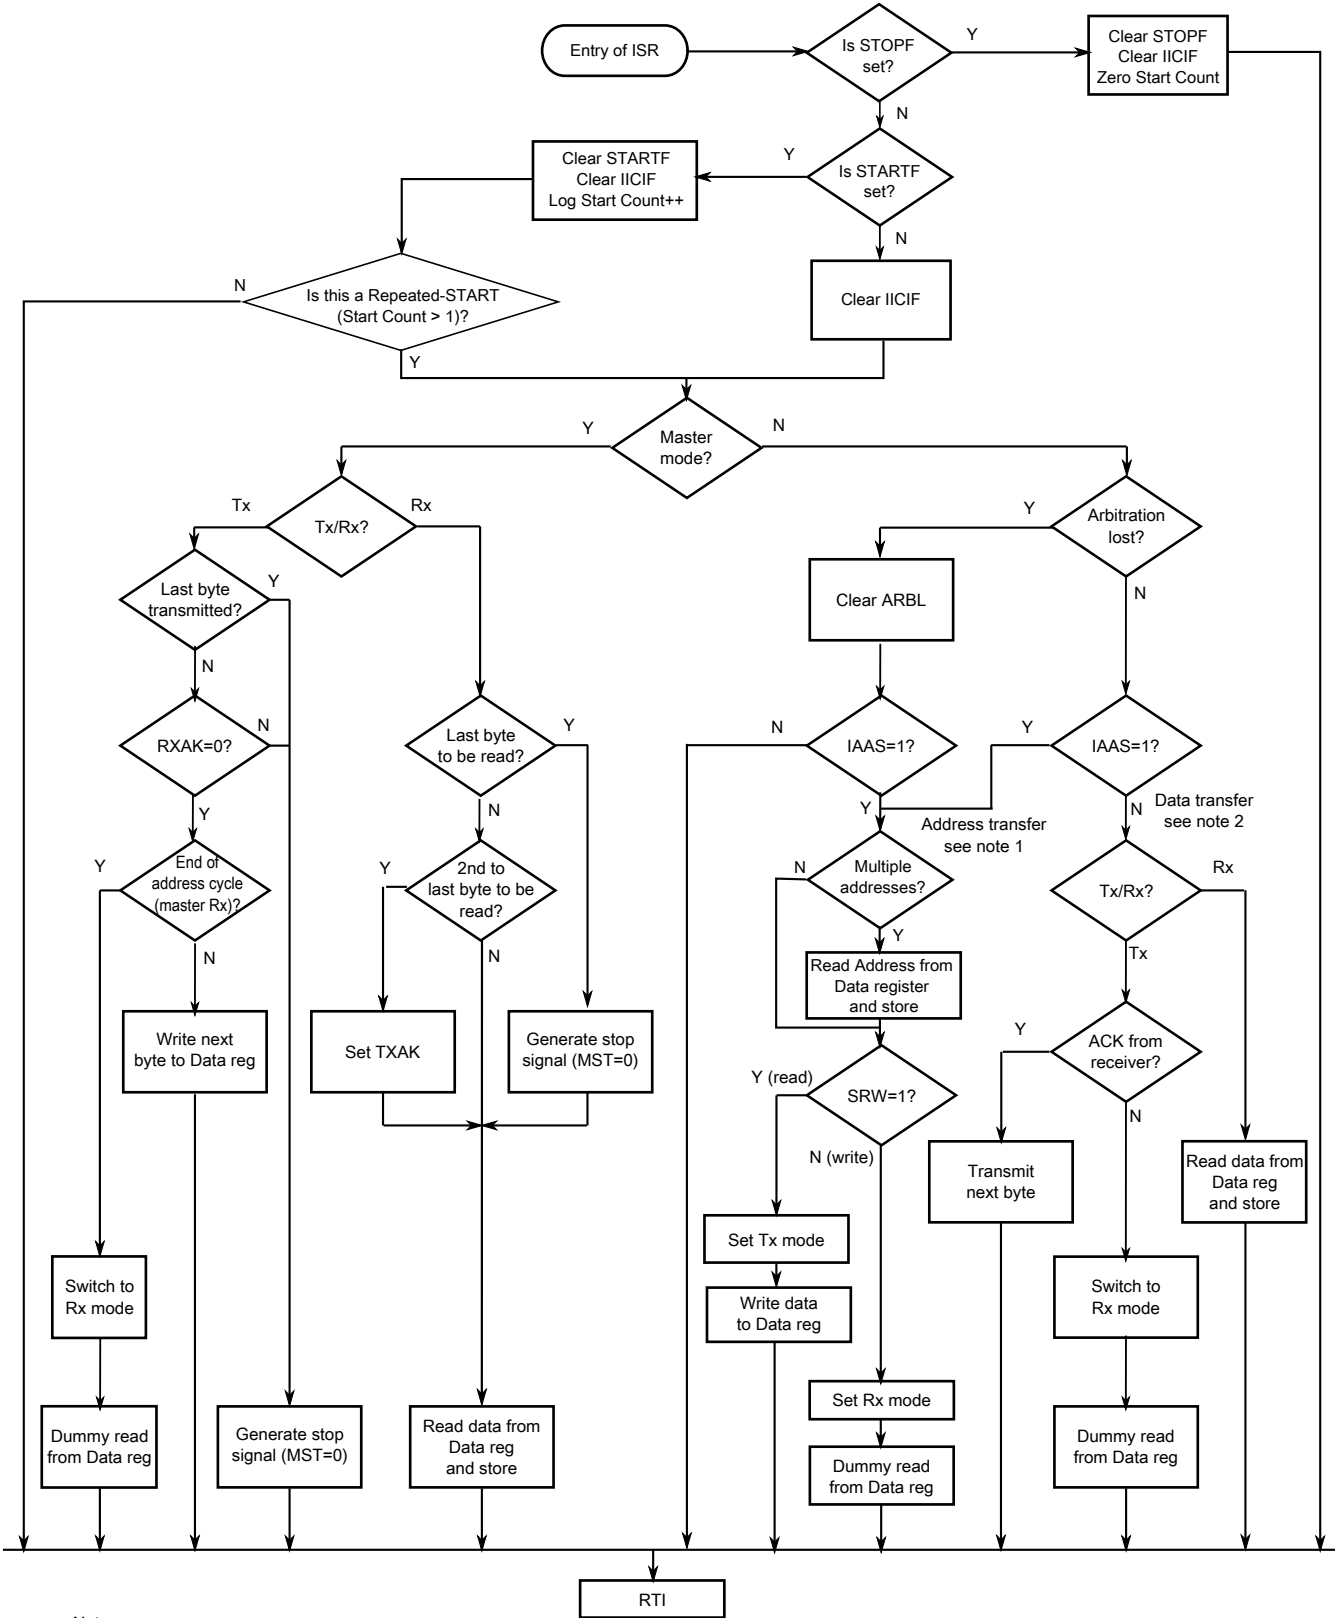 Entry of ISR
Is STOPF
set?
Y
Clear STOPF
Clear IICIF
Zero Start Count
N
Clear STARTF
Clear IICIF
Log Start Count++
Y
Is STARTF
set?
N
N
Is this a Repeated-START
(Start Count > 1)?
Y
Clear IICIF
Y
Master
mode?
N
Tx
Tx/Rx?
Rx
Y
Arbitration
lost?
N
Last byte
transmitted?
Y
N
Clear ARBL
RXAK=0?
N
Y
Last byte
to be read?
Y
N
N
IAAS=1?
Y
Y
IAAS=1?
N
Data transfer
see note 2
Address transfer
see note 1
Y
End of
address cycle
(master Rx)?
N
Y
2nd to
last byte to be
read?
N
N
Multiple
addresses?
Y
Tx/Rx?
Rx
Tx
Read Address from
Data register
and store
Write next
byte to Data reg
Set TXAK
Generate stop
signal (MST=0)
Y (read)
SRW=1?
N (write)
Y
ACK from
receiver?
N
Transmit
next byte
Read data from
Data reg
and store
Set Tx mode
Write data
to Data reg
Switch to
Rx mode
Switch to
Rx mode
Set Rx mode
Dummy read
from Data reg
Generate stop
signal (MST=0)
Read data from
Data reg
and store
Dummy read
from Data reg
Dummy read
from Data reg
RTI